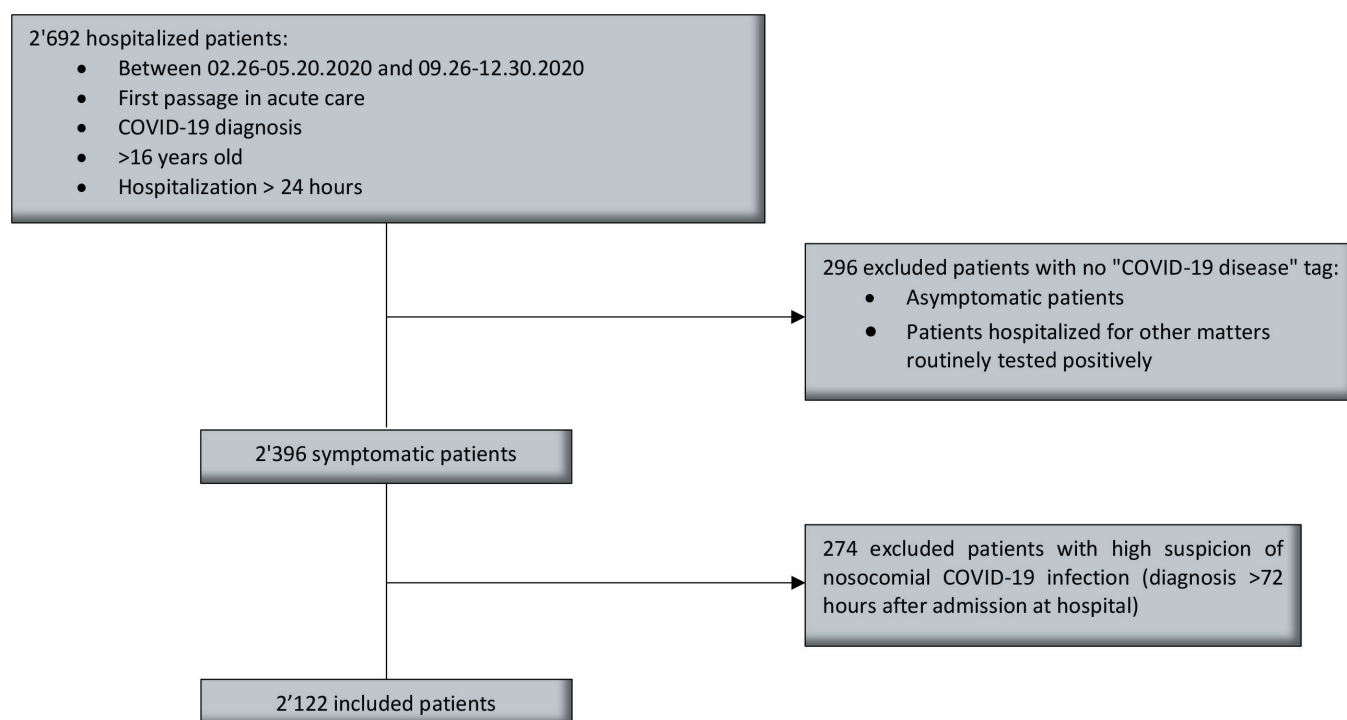 2'692 hospitalized patients:
• Between 02.26-05.20.2020 and 09.26-12.30.2020
• First passage in acute care
• COVID-19 diagnosis
• >16 years old
• Hospitalization > 24 hours
296 excluded patients with no "COVID-19 disease" tag:
• Asymptomatic patients
• Patients hospitalized for other matters
routinely tested positively
2'396 symptomatic patients
274 excluded patients with high suspicion of
nosocomial COVID-19 infection (diagnosis >72
hours after admission at hospital)
2’122 included patients